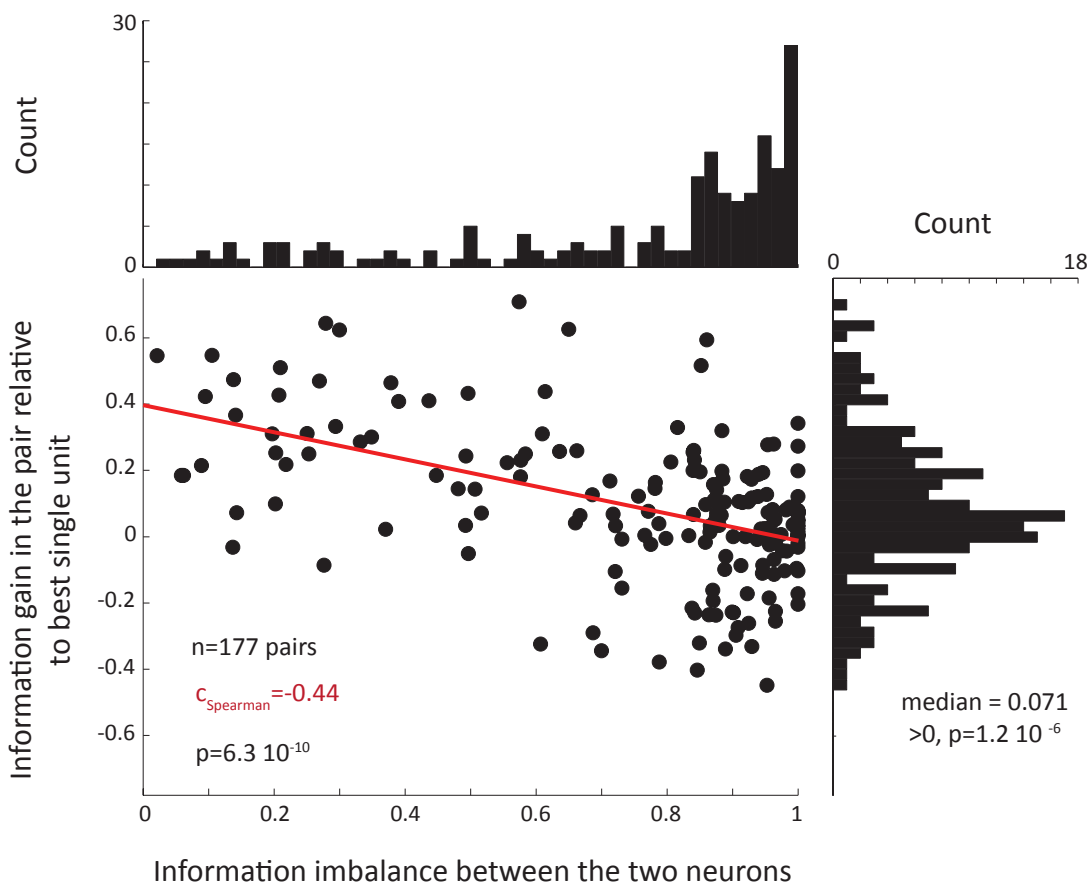 30
Count
0
Count
0
18
Information gain in the pair relative
to best single unit
0.6
0.4
0.2
0
-0.2
-0.4
-0.6
n=177 pairs
cSpearman=-0.44
p=6.3 10-10
median = 0.071
>0, p=1.2 10 -6
0
0.2
0.4
0.6
0.8
1
Information imbalance between the two neurons